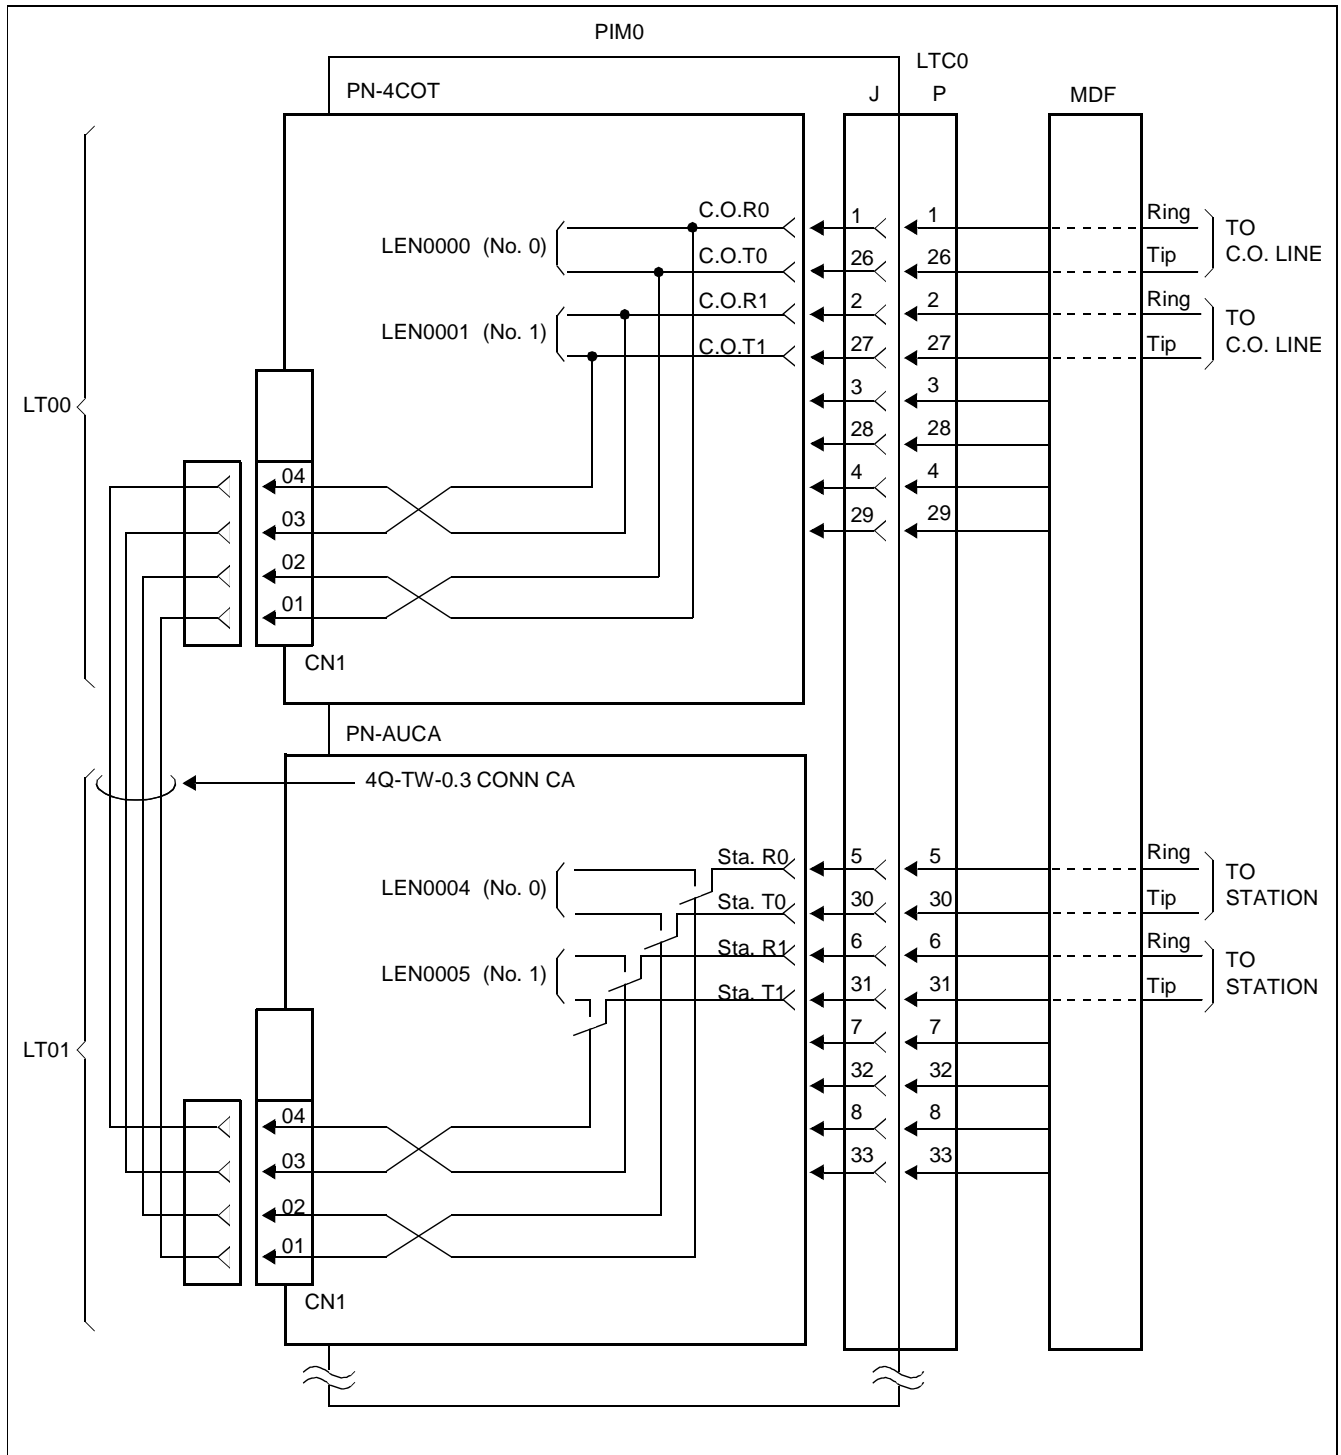 PIM0
LTC0
PN-4COT
J P MDF
C.O.R0 1 1 Ring
LEN0000 (No. 0) TO
C.O.T0 26 26 Tip C.O. LINE
C.O.R1 2 2 Ring
LEN0001 (No. 1) TO
C.O.T1 27 27 Tip C.O. LINE
3 3
LT00
28 28
04 4 4
03 29 29
02
01
CN1
PN-AUCA
4Q-TW-0.3 CONN CA
Sta. R0 5 5 Ring
LEN0004 (No. 0) TO
Sta. T0 30 30 Tip STATION
Sta. R1 6 6 Ring
LEN0005 (No. 1) TO
Sta. T1 31 31 Tip STATION
7 7
LT01
32 32
04 8 8
03 33 33
02
01
CN1